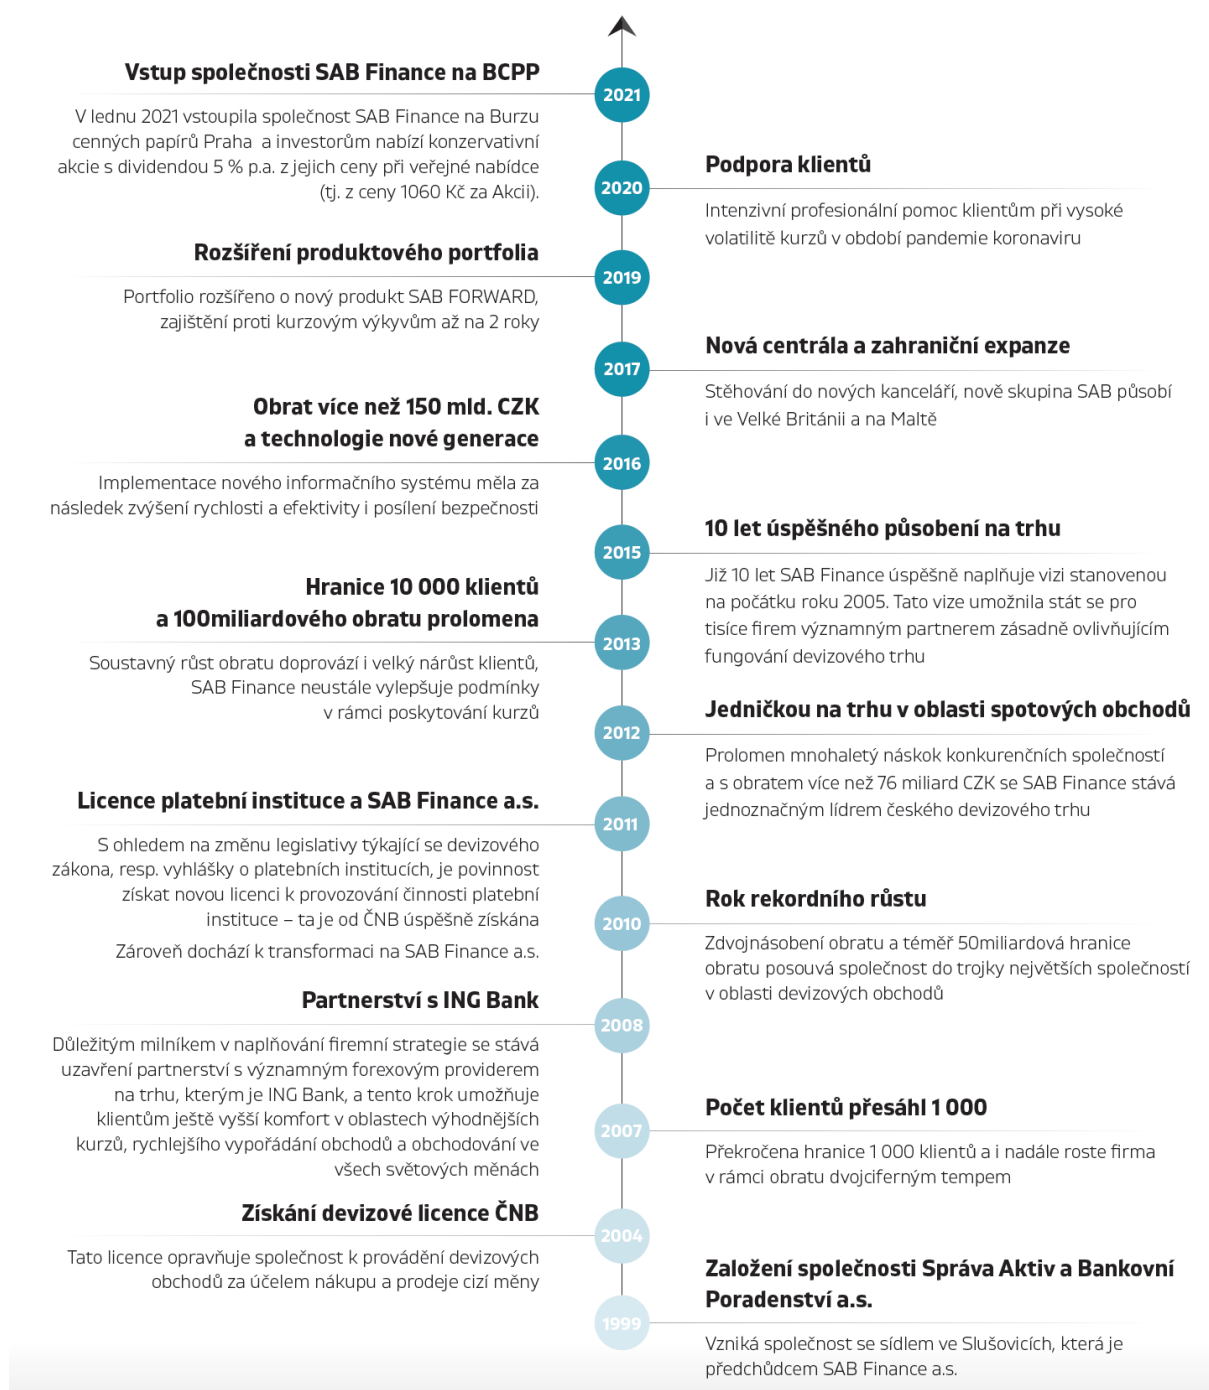 Vstup společnosti SAB Finance na BCPP
2021
V lednu 2021 vstoupila společnost SAB Finance na Burzu
cenných papírů Praha a investorům nabízí konzervativní
akcie s dividendou 5 % p.a. z jejich ceny při veřejné nabídce
(tj. z ceny 1060 Kč za Akcii).
Podpora klientů
2020
Intenzivní profesionální pomoc klientům při vysoké
volatilitě kurzů v období pandemie koronaviru
Rozšíření produktového portfolia
2019
Portfolio rozšířeno o nový produkt SAB FORWARD,
zajištění proti kurzovým výkyvům až na 2 roky
Nová centrála a zahraniční expanze
2017
Stěhování do nových kanceláří, nově skupina SAB působí
i ve Velké Británii a na Maltě
Obrat více než 150 mld. CZK
a technologie nové generace
2016
Implementace nového informačního systému měla za
následek zvýšení rychlosti a efektivity i posílení bezpečnosti
10 let úspěšného působení na trhu
2015
Již 10 let SAB Finance úspěšně naplňuje vizi stanovenou
na počátku roku 2005. Tato vize umožnila stát se pro
tisíce firem významným partnerem zásadně ovlivňujícím
fungování devizového trhu
Hranice 10 000 klientů
a 100miliardového obratu prolomena
2013
Soustavný růst obratu doprovází i velký nárůst klientů,
SAB Finance neustále vylepšuje podmínky
v rámci poskytování kurzů
Jedničkou na trhu v oblasti spotových obchodů
2012
Prolomen mnohaletý náskok konkurenčních společností
a s obratem více než 76 miliard CZK se SAB Finance stává
jednoznačným lídrem českého devizového trhu
Licence platební instituce a SAB Finance a.s.
2011
S ohledem na změnu legislativy týkající se devizového
zákona, resp. vyhlášky o platebních institucích, je povinnost
získat novou licenci k provozování činnosti platební
instituce – ta je od ČNB úspěšně získána
Zároveň dochází k transformaci na SAB Finance a.s.
Rok rekordního růstu
2010
Zdvojnásobení obratu a téměř 50miliardová hranice
obratu posouvá společnost do trojky největších společností
v oblasti devizových obchodů
Partnerství s ING Bank
2008
Důležitým milníkem v naplňování firemní strategie se stává
uzavření partnerství s významným forexovým providerem
na trhu, kterým je ING Bank, a tento krok umožňuje
klientům ještě vyšší komfort v oblastech výhodnějších
kurzů, rychlejšího vypořádání obchodů a obchodování ve
všech světových měnách
Počet klientů přesáhl 1 000
2007
Překročena hranice 1 000 klientů a i nadále roste firma
v rámci obratu dvojciferným tempem
Získání devizové licence ČNB
2004
Tato licence opravňuje společnost k provádění devizových
obchodů za účelem nákupu a prodeje cizí měny
Založení společnosti Správa Aktiv a Bankovní
Poradenství a.s.
1999
Vzniká společnost se sídlem ve Slušovicích, která je
předchůdcem SAB Finance a.s.